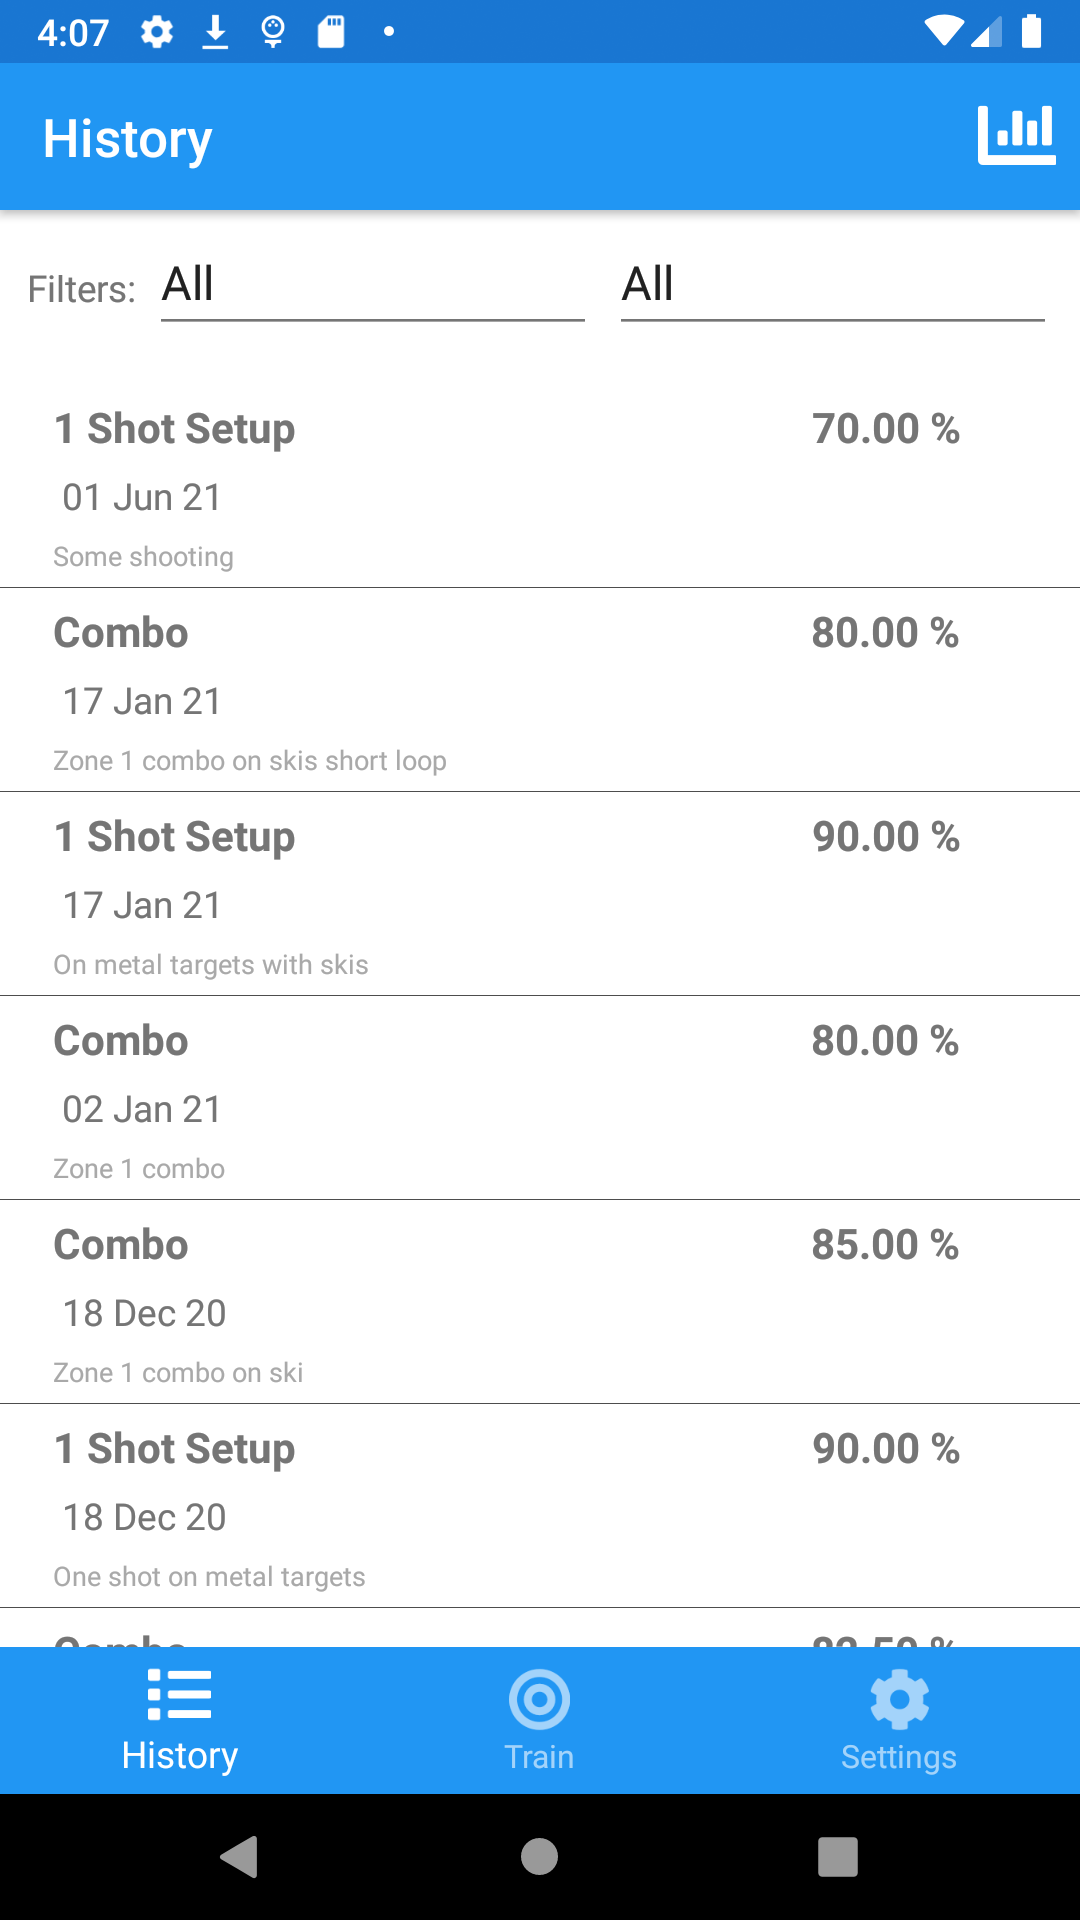 4:07
History
Filters: All All
1 Shot Setup 70.00 %
01 Jun 21
Some shooting
Combo 80.00 %
17 Jan 21
Zone 1 combo on skis short loop
1 Shot Setup 90.00 %
17 Jan 21
On metal targets with skis
Combo 80.00 %
02 Jan 21
Zone 1 combo
Combo 85.00 %
18 Dec 20
Zone 1 combo on ski
1 Shot Setup 90.00 %
18 Dec 20
One shot on metal targets
Combo
History Train Settings